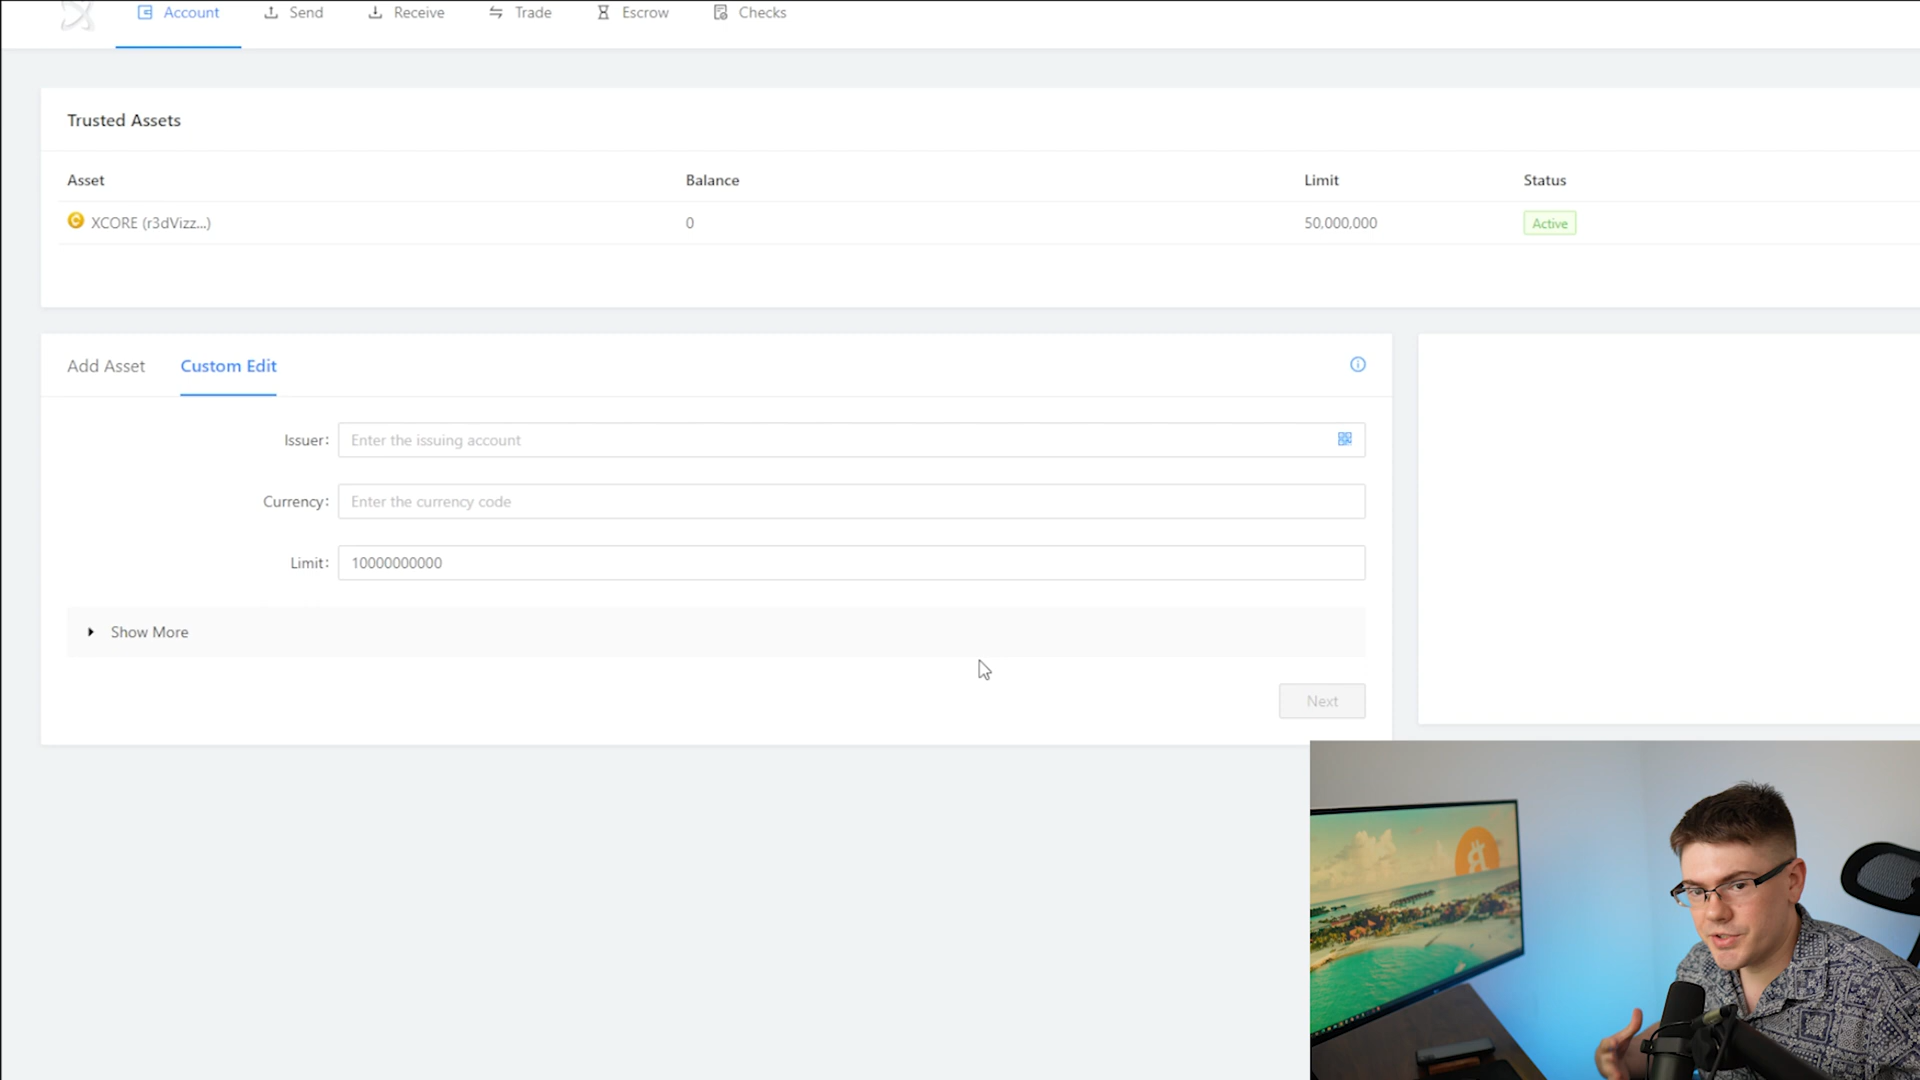 Account Send Receive Trade Escrow Checks
Trusted Assets
Asset Balance Limit Status
XCORE (r3dVizz...) 0 50,000,000 Active
Add Asset Custom Edit
Issuer: Enter the issuing account
Currency: Enter the currency code
Limit: 10000000000
Show More
Next